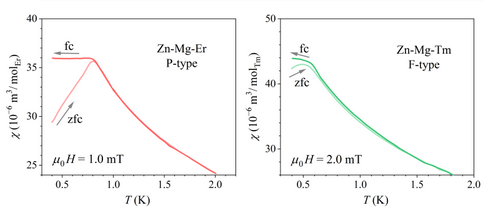 40
35
30
25
χ (10⁻⁶ m³/mol_Er)
fc
zfc
Zn-Mg-Er
P-type
μ₀H = 1.0 mT
0.5 1.0 1.5 2.0
T (K)
50
40
30
χ (10⁻⁶ m³/mol_Tm)
fc
zfc
Zn-Mg-Tm
F-type
μ₀H = 2.0 mT
0.5 1.0 1.5 2.0
T (K)